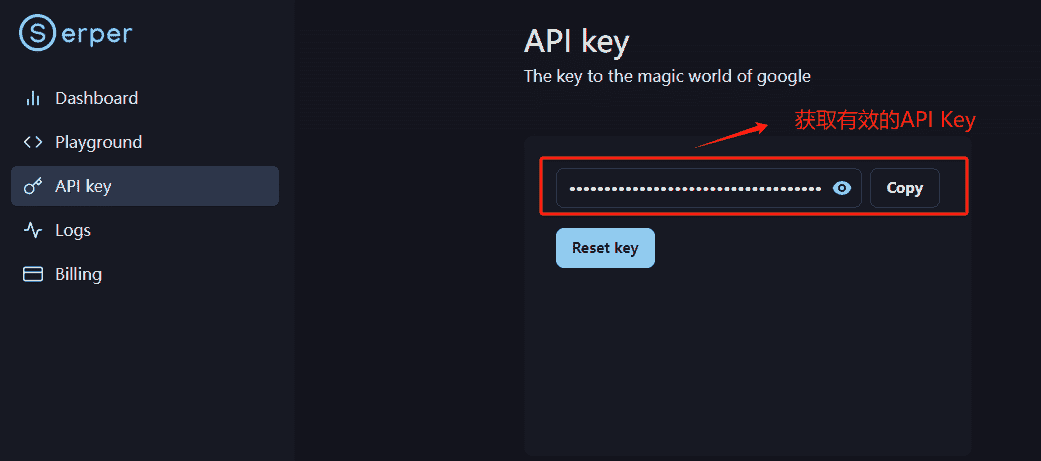 Serper
Dashboard
Playground
API key
Logs
Billing
API key
The key to the magic world of google
获取有效的API Key
••••••••••••••••••••••••••••••••••••
Copy
Reset key